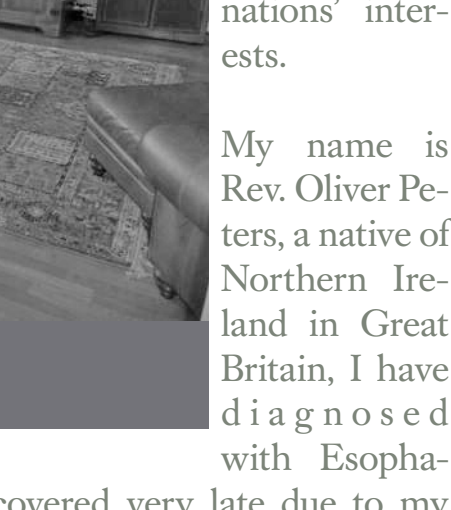 nations’ inter-
ests.
My name is
Rev. Oliver Pe-
ters, a native of
Northern Ire-
land in Great
Britain, I have
diagnosed
with Esopha-
covered very late due to my